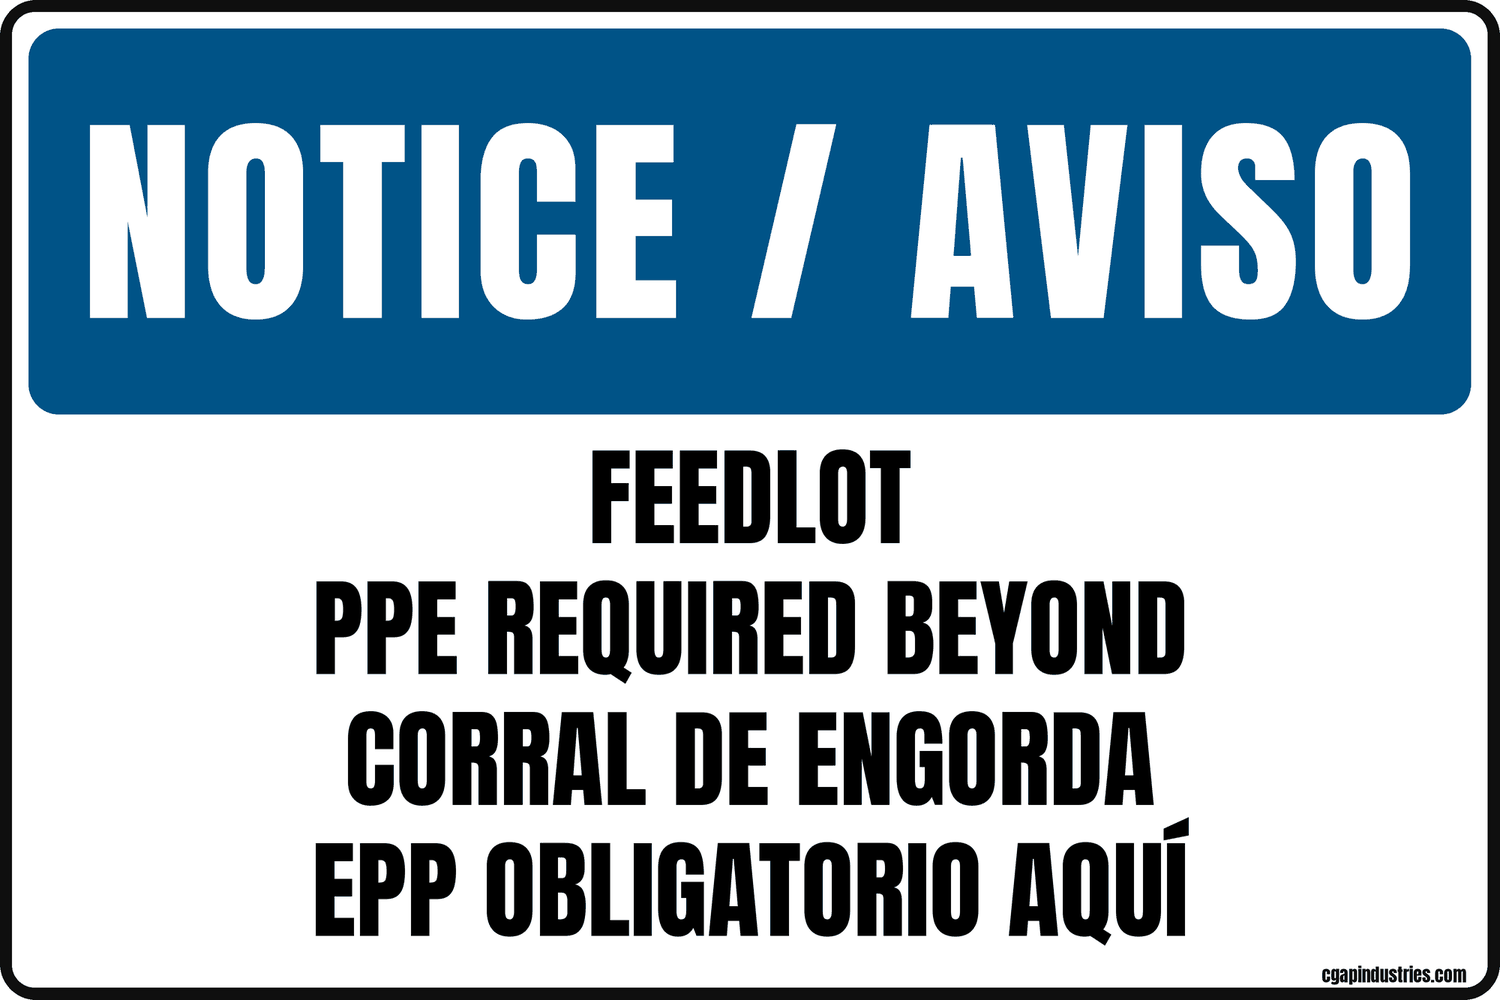 NOTICE / AVISO
FEEDLOT
PPE REQUIRED BEYOND
CORRAL DE ENGORDA
EPP OBLIGATORIO AQUÍ
cgapindustries.com